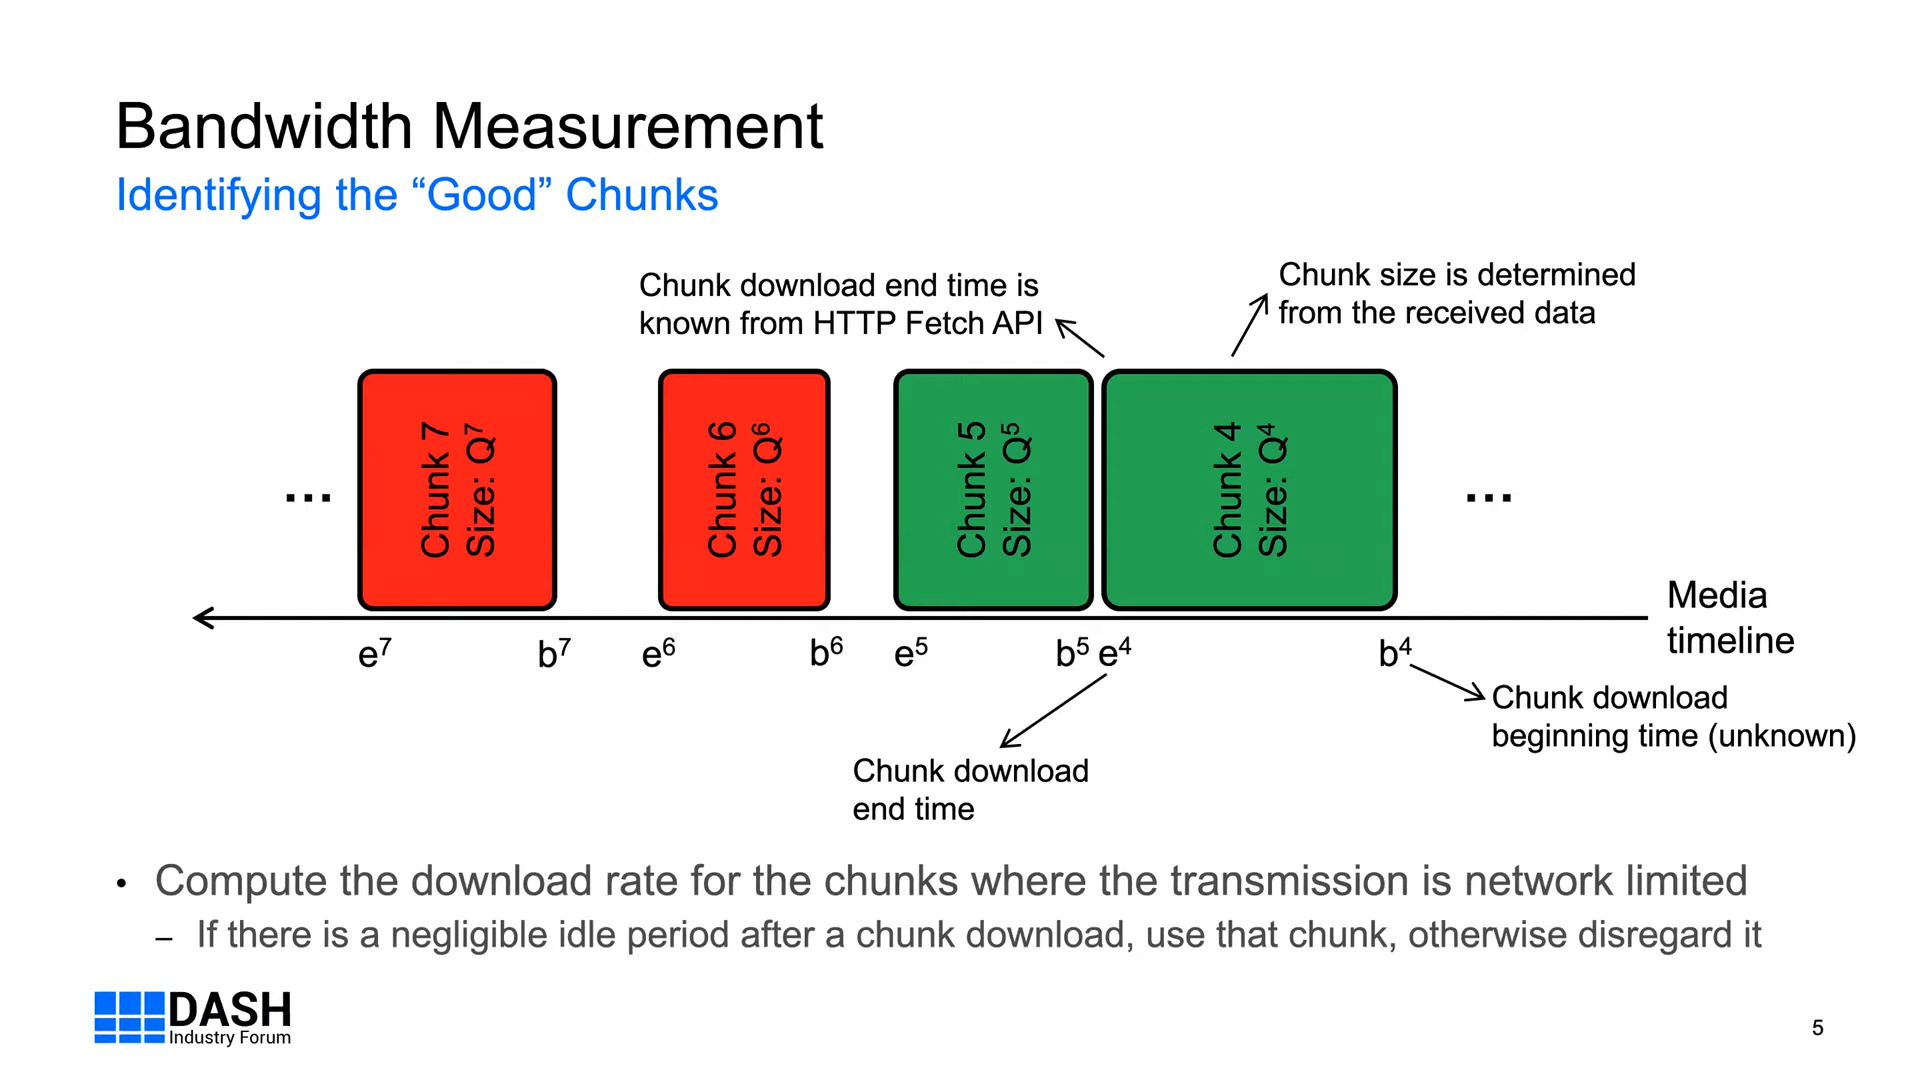 Bandwidth Measurement
Identifying the “Good” Chunks
Chunk download end time is
known from HTTP Fetch API
Chunk size is determined
from the received data
...
Chunk 7
Size: Q⁷
Chunk 6
Size: Q⁶
Chunk 5
Size: Q⁵
Chunk 4
Size: Q⁴
...
Media
timeline
e⁷
b⁷
e⁶
b⁶
e⁵
b⁵
e⁴
b⁴
Chunk download
beginning time (unknown)
Chunk download
end time
• Compute the download rate for the chunks where the transmission is network limited
– If there is a negligible idle period after a chunk download, use that chunk, otherwise disregard it
DASH
Industry Forum
5